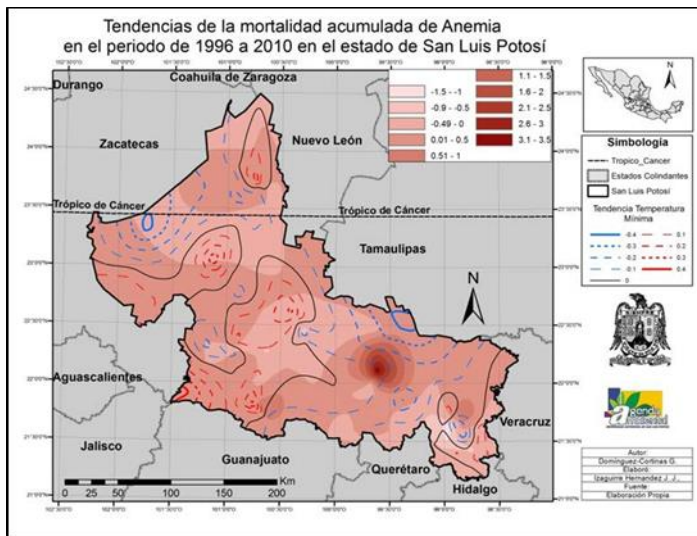 Tendencias de la mortalidad acumulada de Anemia
en el periodo de 1996 a 2010 en el estado de San Luis Potosí
Durango
Coahuila de Zaragoza
Zacatecas
Nuevo León
Trópico de Cáncer
Trópico de Cáncer
Tamaulipas
N
Aguascalientes
Jalisco
Guanajuato
Querétaro
Hidalgo
Veracruz
Km
0 25 50 100 150 200
-1.5 - -1
-0.9 - -0.5
-0.49 - 0
0.01 - 0.5
0.51 - 1
1.1 - 1.5
1.6 - 2
2.1 - 2.5
2.6 - 3
3.1 - 3.5
N
Simbología
Tropico_Cancer
Estados Colindantes
San Luis Potosí
Tendencia Temperatura
Mínima
-0.4
-0.3
-0.2
-0.1
0
0.1
0.2
0.3
0.4
agenda
ambiental
Autor:
Domínguez-Cortinas G.
Elaboró:
Izaguirre Hernandez J. J.
Fuente:
Elaboración Propia